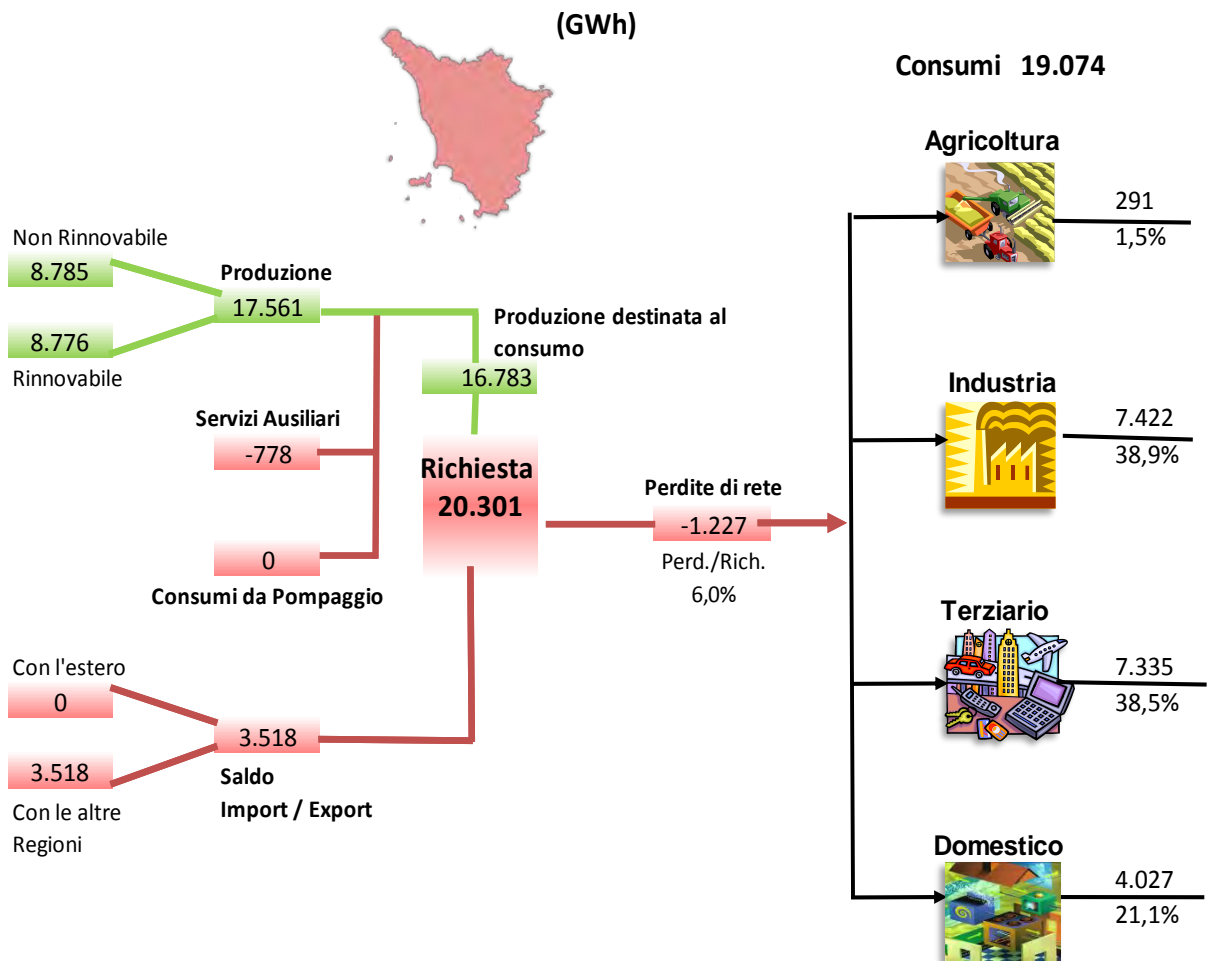 (GWh)
Consumi 19.074
Agricoltura
291
1,5%
Non Rinnovabile
8.785
Produzione
17.561
8.776
Rinnovabile
Produzione destinata al
consumo
16.783
Servizi Ausiliari
-778
Richiesta
20.301
0
Consumi da Pompaggio
Perdite di rete
-1.227
Perd./Rich.
6,0%
Industria
7.422
38,9%
Con l'estero
0
3.518
Con le altre
Regioni
3.518
Saldo
Import / Export
Terziario
7.335
38,5%
Domestico
4.027
21,1%